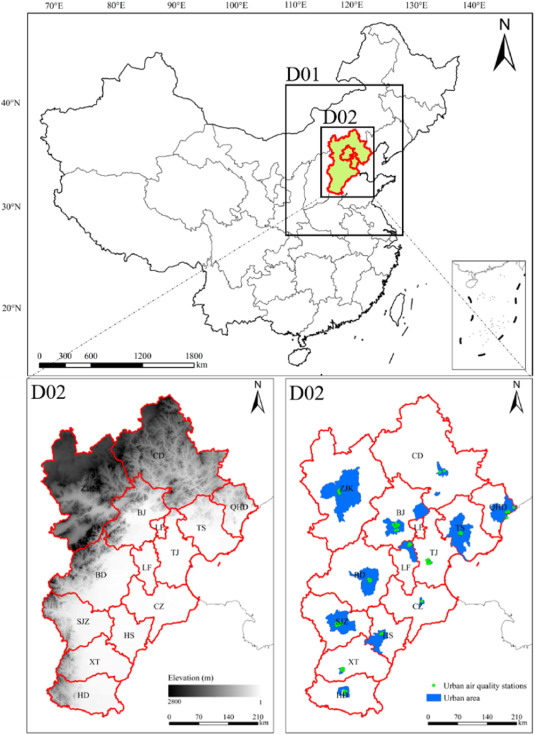 70°E 80°E 90°E 100°E 110°E 120°E 130°E 140°E
N
D01
40°N
D02
30°N
20°N
0 300 600 1200 1800
km
D02
N
CD
ZJK
BJ
QHD
LF
TS
TJ
LF
BD
CZ
SJZ
HS
XT
HD
Elevation (m)
2800 1
0 70 140 210
km
D02
N
CD
ZJK
BJ
QHD
LF
TS
TJ
LF
BD
CZ
SJZ
HS
XT
HD
Urban air quality stations
Urban area
0 70 140 210
km